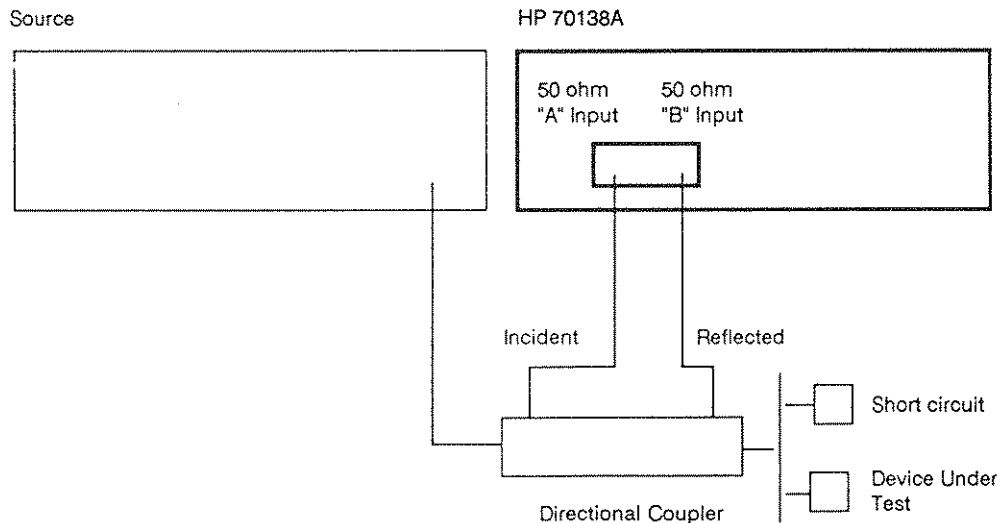 Source
HP 70138A
50 ohm
"A" Input
50 ohm
"B" Input
Incident
Reflected
Short circuit
Device Under
Test
Directional Coupler